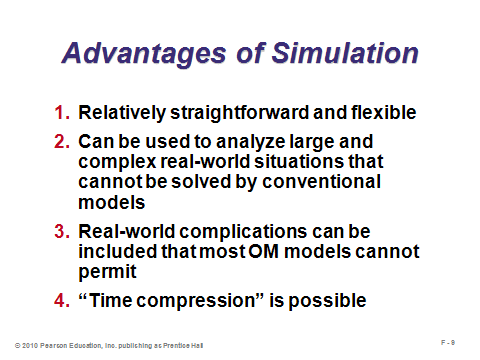 Advantages of Simulation
1. Relatively straightforward and flexible
2. Can be used to analyze large and
complex real-world situations that
cannot be solved by conventional
models
3. Real-world complications can be
included that most OM models cannot
permit
4. “Time compression” is possible
© 2010 Pearson Education, Inc. publishing as Prentice Hall
F - 9